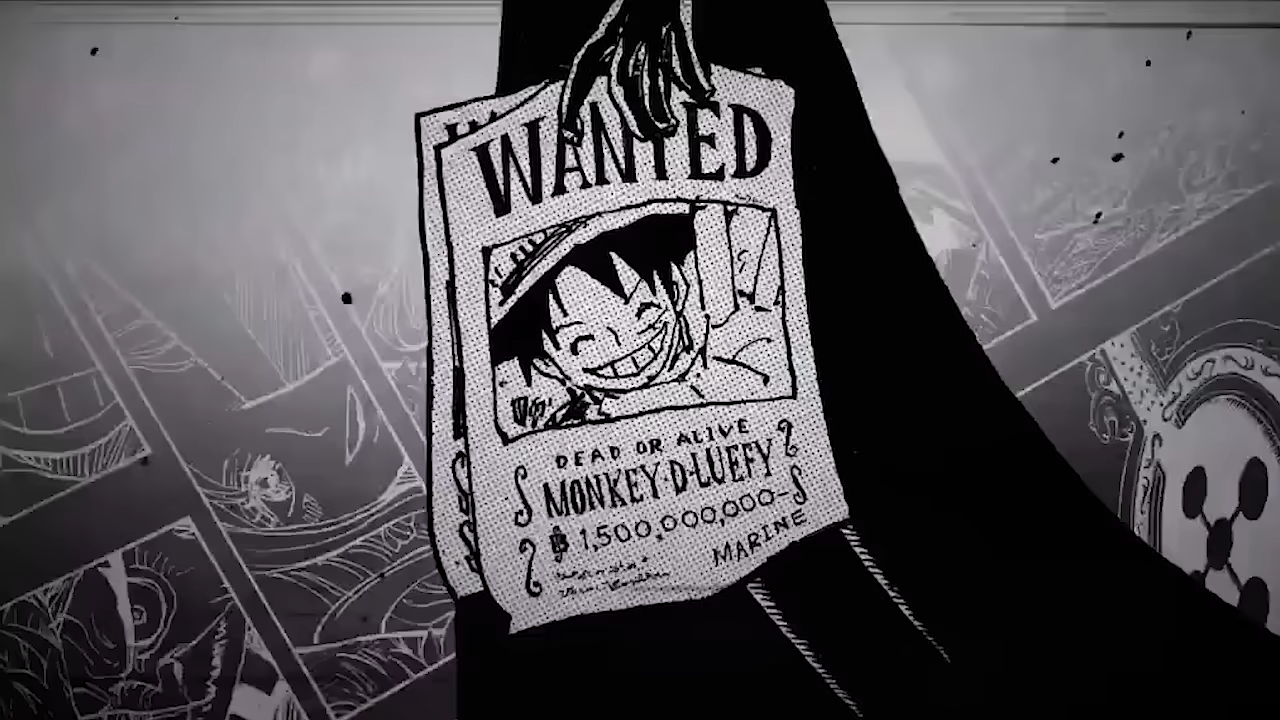 WANTED
DEAD OR ALIVE
MONKEY·D·LUFFY
฿ 1,500,000,000-
MARINE